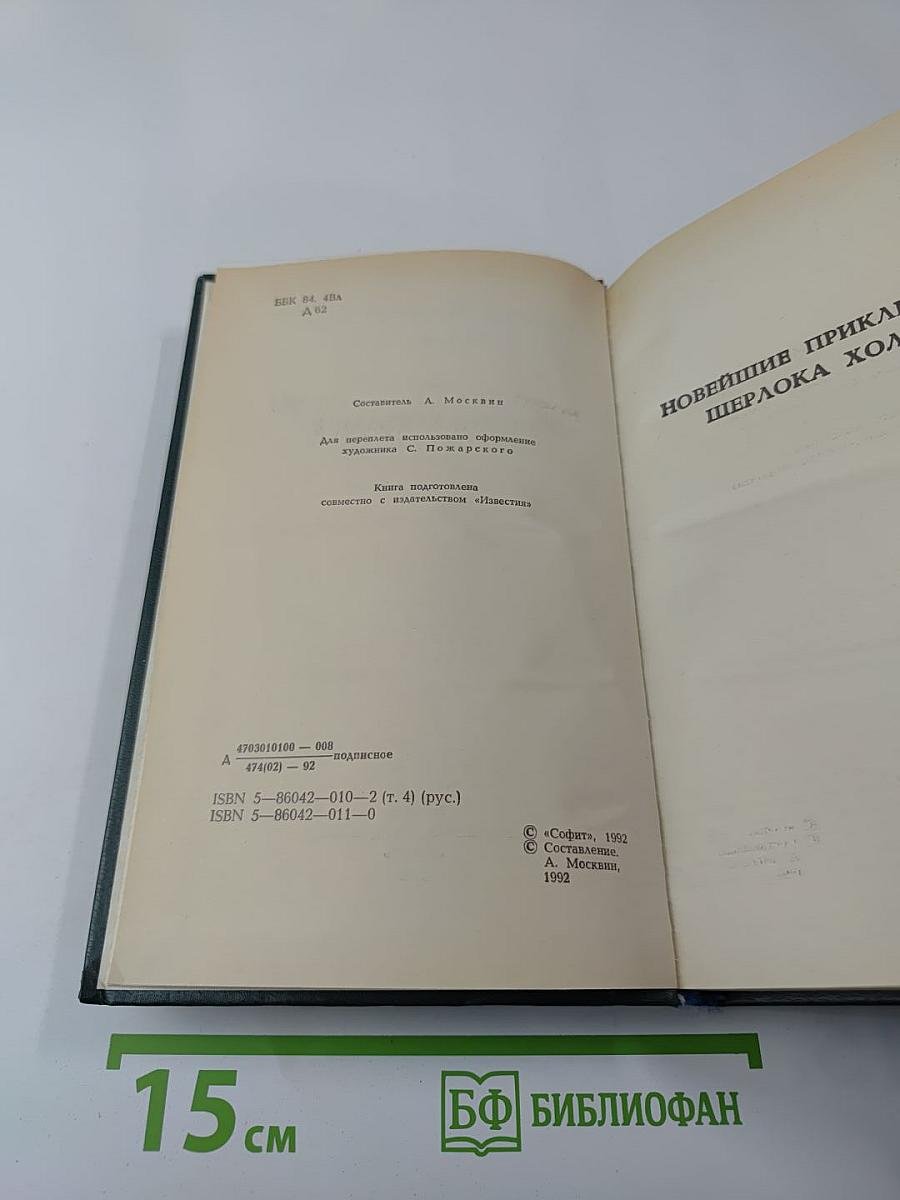 ББК 84. 4Вл
Д 62
Составитель А. Москвин
Для переплета использовано оформление
художника С. Пожарского
Книга подготовлена
совместно с издательством «Известия»
Д 4703010100 — 008
474(02) — 92
подписное
ISBN 5—86042—010—2 (т. 4) (рус.)
ISBN 5—86042—011—0
© «Софит», 1992
© Составление.
А. Москвин,
1992
НОВЕЙШИЕ ПРИКЛ
ШЕРЛОКА ХОЛ
15 см
БФ БИБЛИОФАН